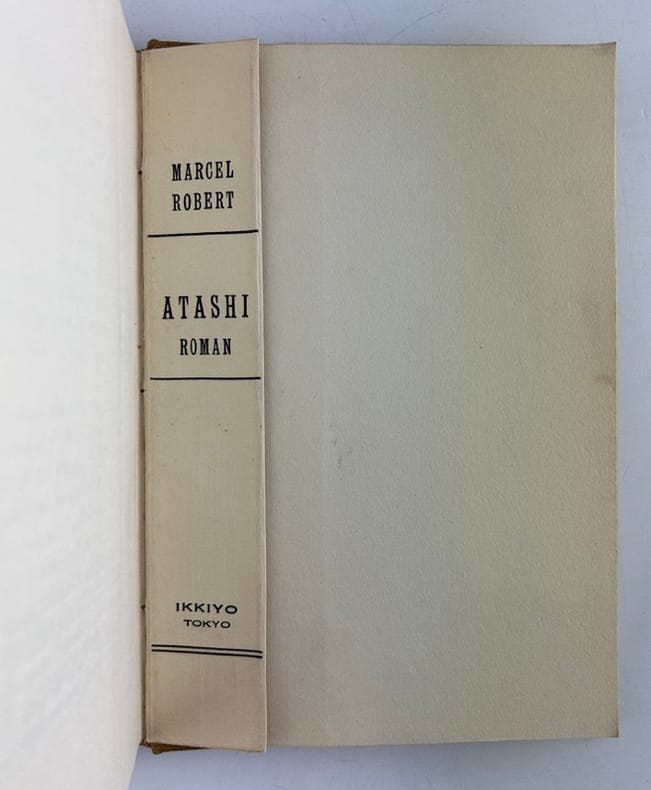 MARCEL
ROBERT
ATASHI
ROMAN
IKKIYO
TOKYO